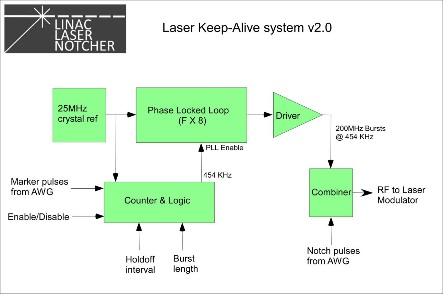 LINAC
LASER
NOTCHER
Laser Keep-Alive system v2.0
25MHz
crystal ref
Phase Locked Loop
(F X 8)
Driver
PLL Enable
200MHz Bursts
@ 454 KHz
454 KHz
Marker pulses
from AWG
Enable/Disable
Counter & Logic
Combiner
RF to Laser
Modulator
Holdoff
interval
Burst
length
Notch pulses
from AWG